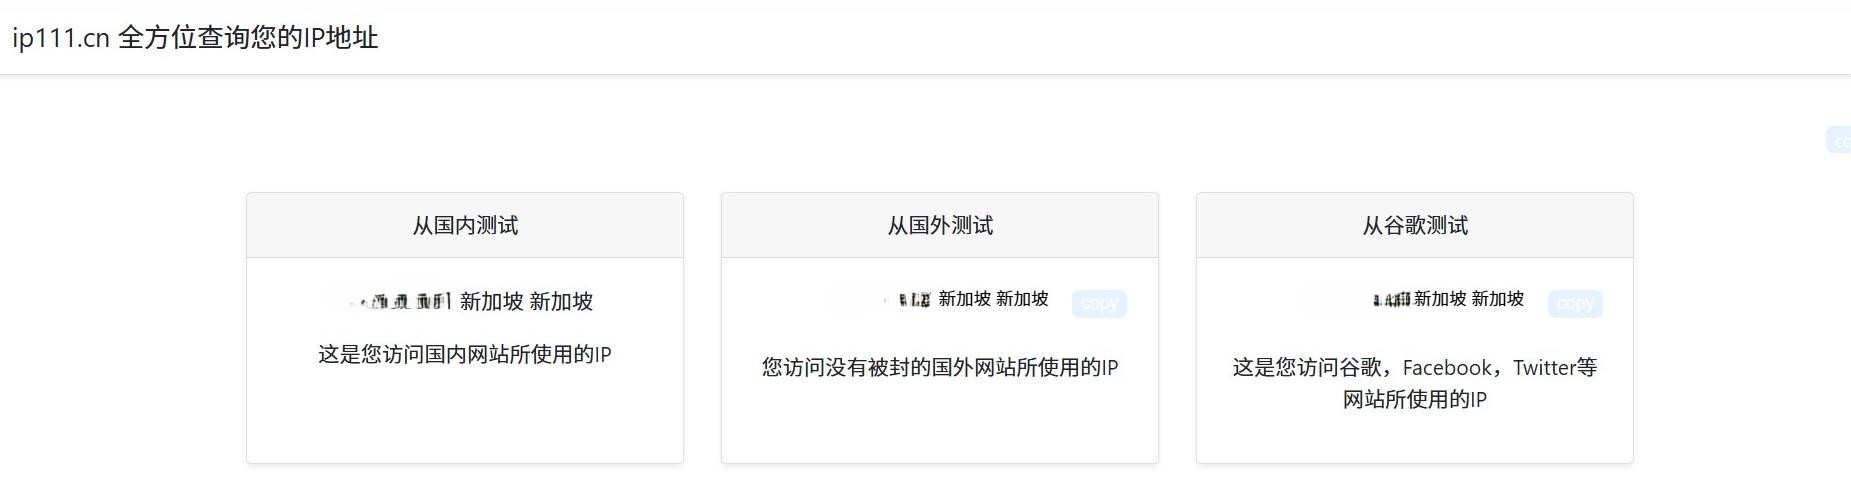 ip111.cn 全方位查询您的IP地址
从国内测试
新加坡 新加坡
这是您访问国内网站所使用的IP
从国外测试
新加坡 新加坡
copy
您访问没有被封的国外网站所使用的IP
从谷歌测试
新加坡 新加坡
copy
这是您访问谷歌，Facebook，Twitter等
网站所使用的IP